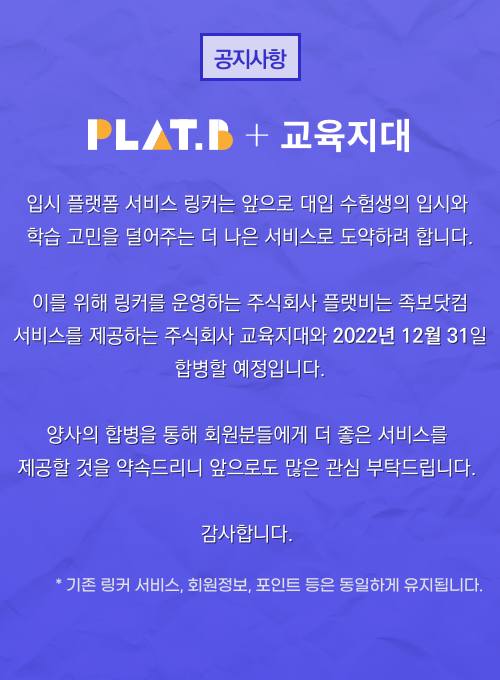 공지사항
PLAT.B + 교육지대
입시 플랫폼 서비스 링커는 앞으로 대입 수험생의 입시와
학습 고민을 덜어주는 더 나은 서비스로 도약하려 합니다.
이를 위해 링커를 운영하는 주식회사 플랫비는 족보닷컴
서비스를 제공하는 주식회사 교육지대와 2022년 12월 31일
합병할 예정입니다.
양사의 합병을 통해 회원분들에게 더 좋은 서비스를
제공할 것을 약속드리니 앞으로도 많은 관심 부탁드립니다.
감사합니다.
* 기존 링커 서비스, 회원정보, 포인트 등은 동일하게 유지됩니다.